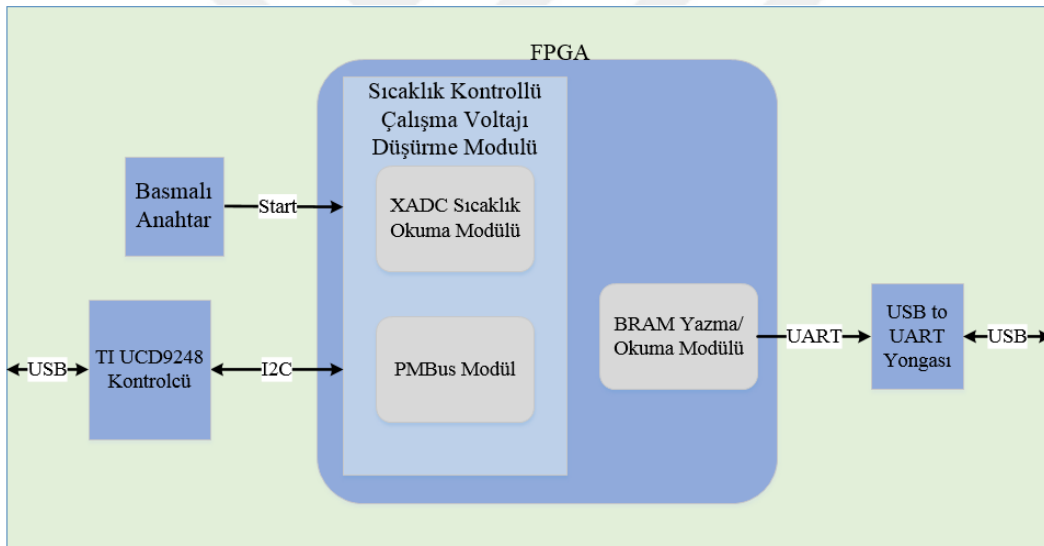 FPGA
Sıcaklık Kontrollü
Çalışma Voltajı
Düşürme Modulü
Basmalı
Anahtar
Start
XADC Sıcaklık
Okuma Modülü
USB
TI UCD9248
Kontrolcü
I2C
PMBus Modül
BRAM Yazma/
Okuma Modülü
UART
USB to
UART
Yongası
USB